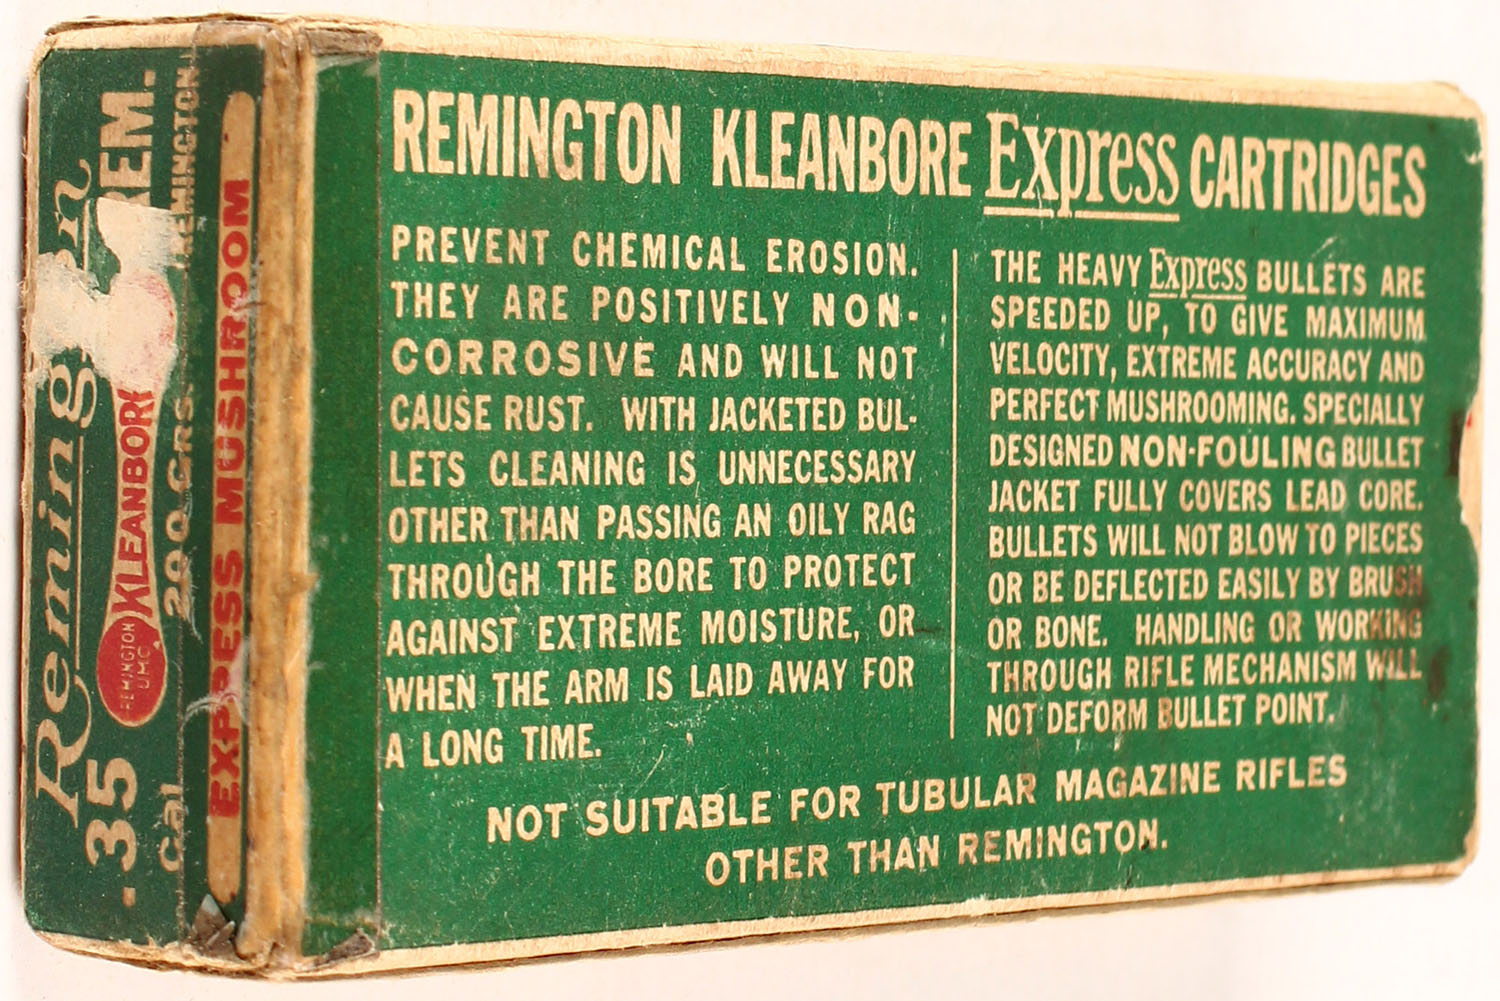 REMINGTON KLEANBORE Express CARTRIDGES
PREVENT CHEMICAL EROSION.
THEY ARE POSITIVELY NON-
CORROSIVE AND WILL NOT
CAUSE RUST. WITH JACKETED BUL-
LETS CLEANING IS UNNECESSARY
OTHER THAN PASSING AN OILY RAG
THROUGH THE BORE TO PROTECT
AGAINST EXTREME MOISTURE, OR
WHEN THE ARM IS LAID AWAY FOR
A LONG TIME.
THE HEAVY Express BULLETS ARE
SPEEDED UP, TO GIVE MAXIMUM
VELOCITY, EXTREME ACCURACY AND
PERFECT MUSHROOMING. SPECIALLY
DESIGNED NON-FOULING BULLET
JACKET FULLY COVERS LEAD CORE.
BULLETS WILL NOT BLOW TO PIECES
OR BE DEFLECTED EASILY BY BRUSH
OR BONE. HANDLING OR WORKING
THROUGH RIFLE MECHANISM WILL
NOT DEFORM BULLET POINT.
NOT SUITABLE FOR TUBULAR MAGAZINE RIFLES
OTHER THAN REMINGTON.
Remington
.35 REM.
REMINGTON
UMC
KLEANBORE
Cal. 200 Grs. REMINGTON
EXPRESS MUSHROOM